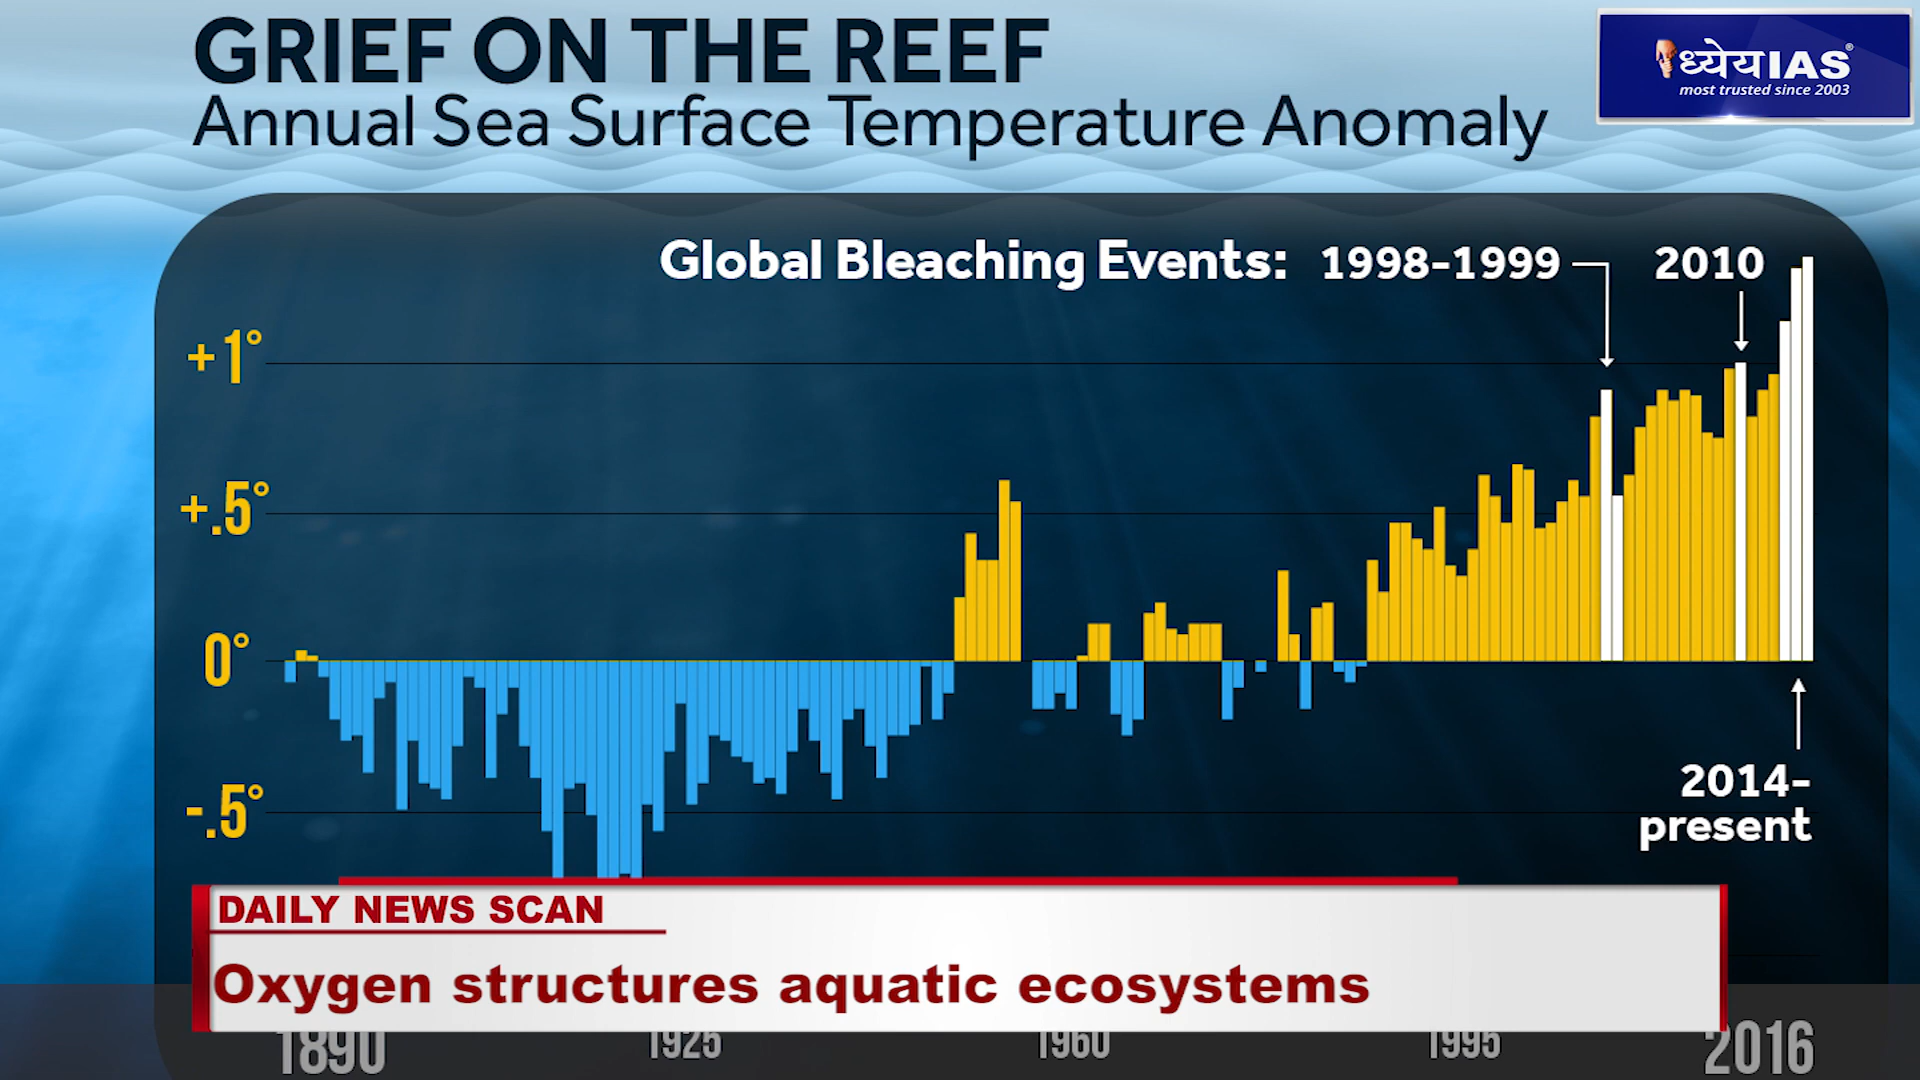 GRIEF ON THE REEF
Annual Sea Surface Temperature Anomaly
ध्येय IAS®
most trusted since 2003
Global Bleaching Events: 1998-1999 2010
+1°
+.5°
0°
-.5°
2014-
present
DAILY NEWS SCAN
Oxygen structures aquatic ecosystems
1890 1925 1960 1995 2016